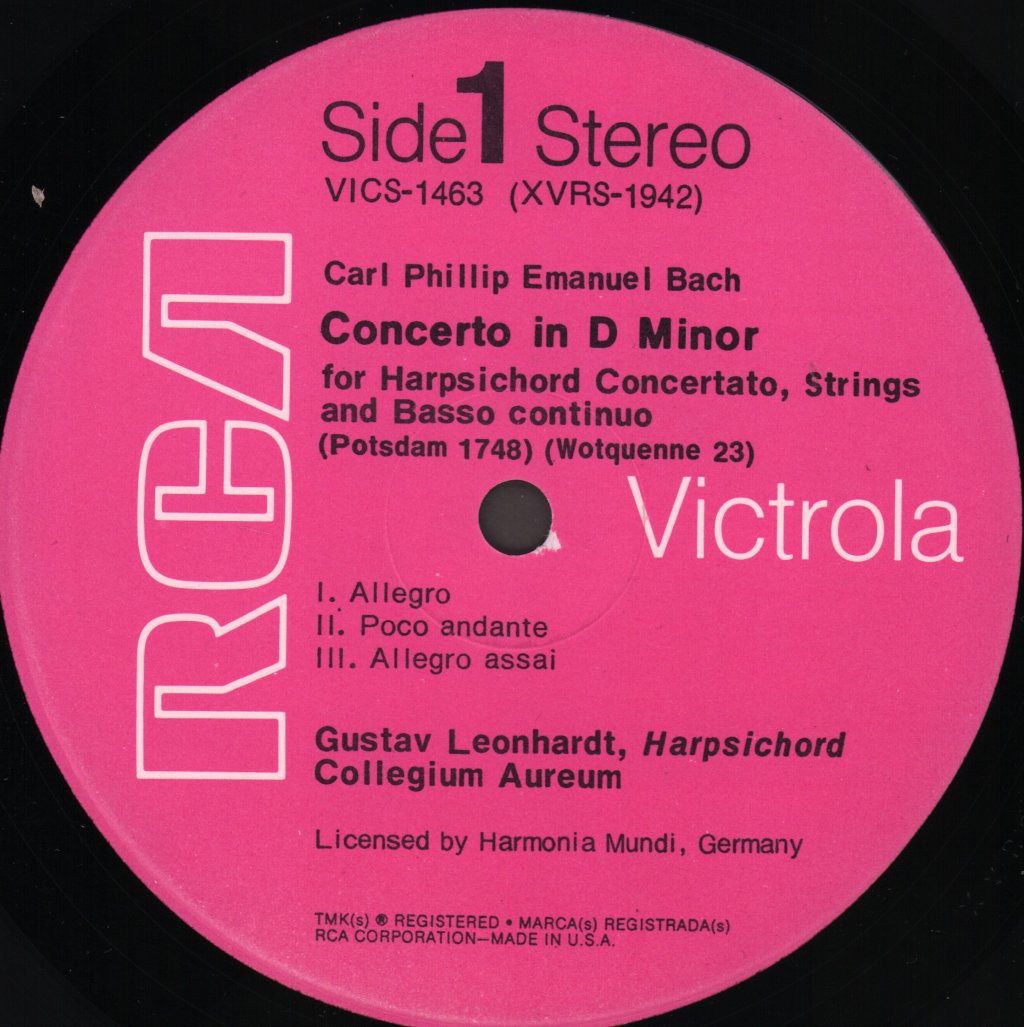 Side 1 Stereo
VICS-1463 (XVRS-1942)
RCA
Carl Phillip Emanuel Bach
Concerto in D Minor
for Harpsichord Concertato, Strings
and Basso continuo
(Potsdam 1748) (Wotquenne 23)
Victrola
I. Allegro
II. Poco andante
III. Allegro assai
Gustav Leonhardt, Harpsichord
Collegium Aureum
Licensed by Harmonia Mundi, Germany
TMK(s) ® REGISTERED • MARCA(s) REGISTRADA(s)
RCA CORPORATION—MADE IN U.S.A.